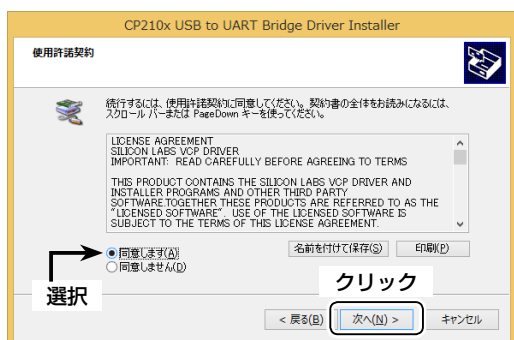 CP210x USB to UART Bridge Driver Installer
使用許諾契約
続行するには、使用許諾契約に同意してください。契約書の全体をお読みになるには、
スクロール バーまたは PageDown キーを使ってください。
LICENSE AGREEMENT
SILICON LABS VCP DRIVER
IMPORTANT: READ CAREFULLY BEFORE AGREEING TO TERMS
THIS PRODUCT CONTAINS THE SILICON LABS VCP DRIVER AND
INSTALLER PROGRAMS AND OTHER THIRD PARTY
SOFTWARE.TOGETHER THESE PRODUCTS ARE REFERRED TO AS THE
"LICENSED SOFTWARE". USE OF THE LICENSED SOFTWARE IS
SUBJECT TO THE TERMS OF THIS LICENSE AGREEMENT.
同意します(A)
同意しません(D)
名前を付けて保存(S)
印刷(P)
選択
クリック
< 戻る(B)
次へ(N) >
キャンセル